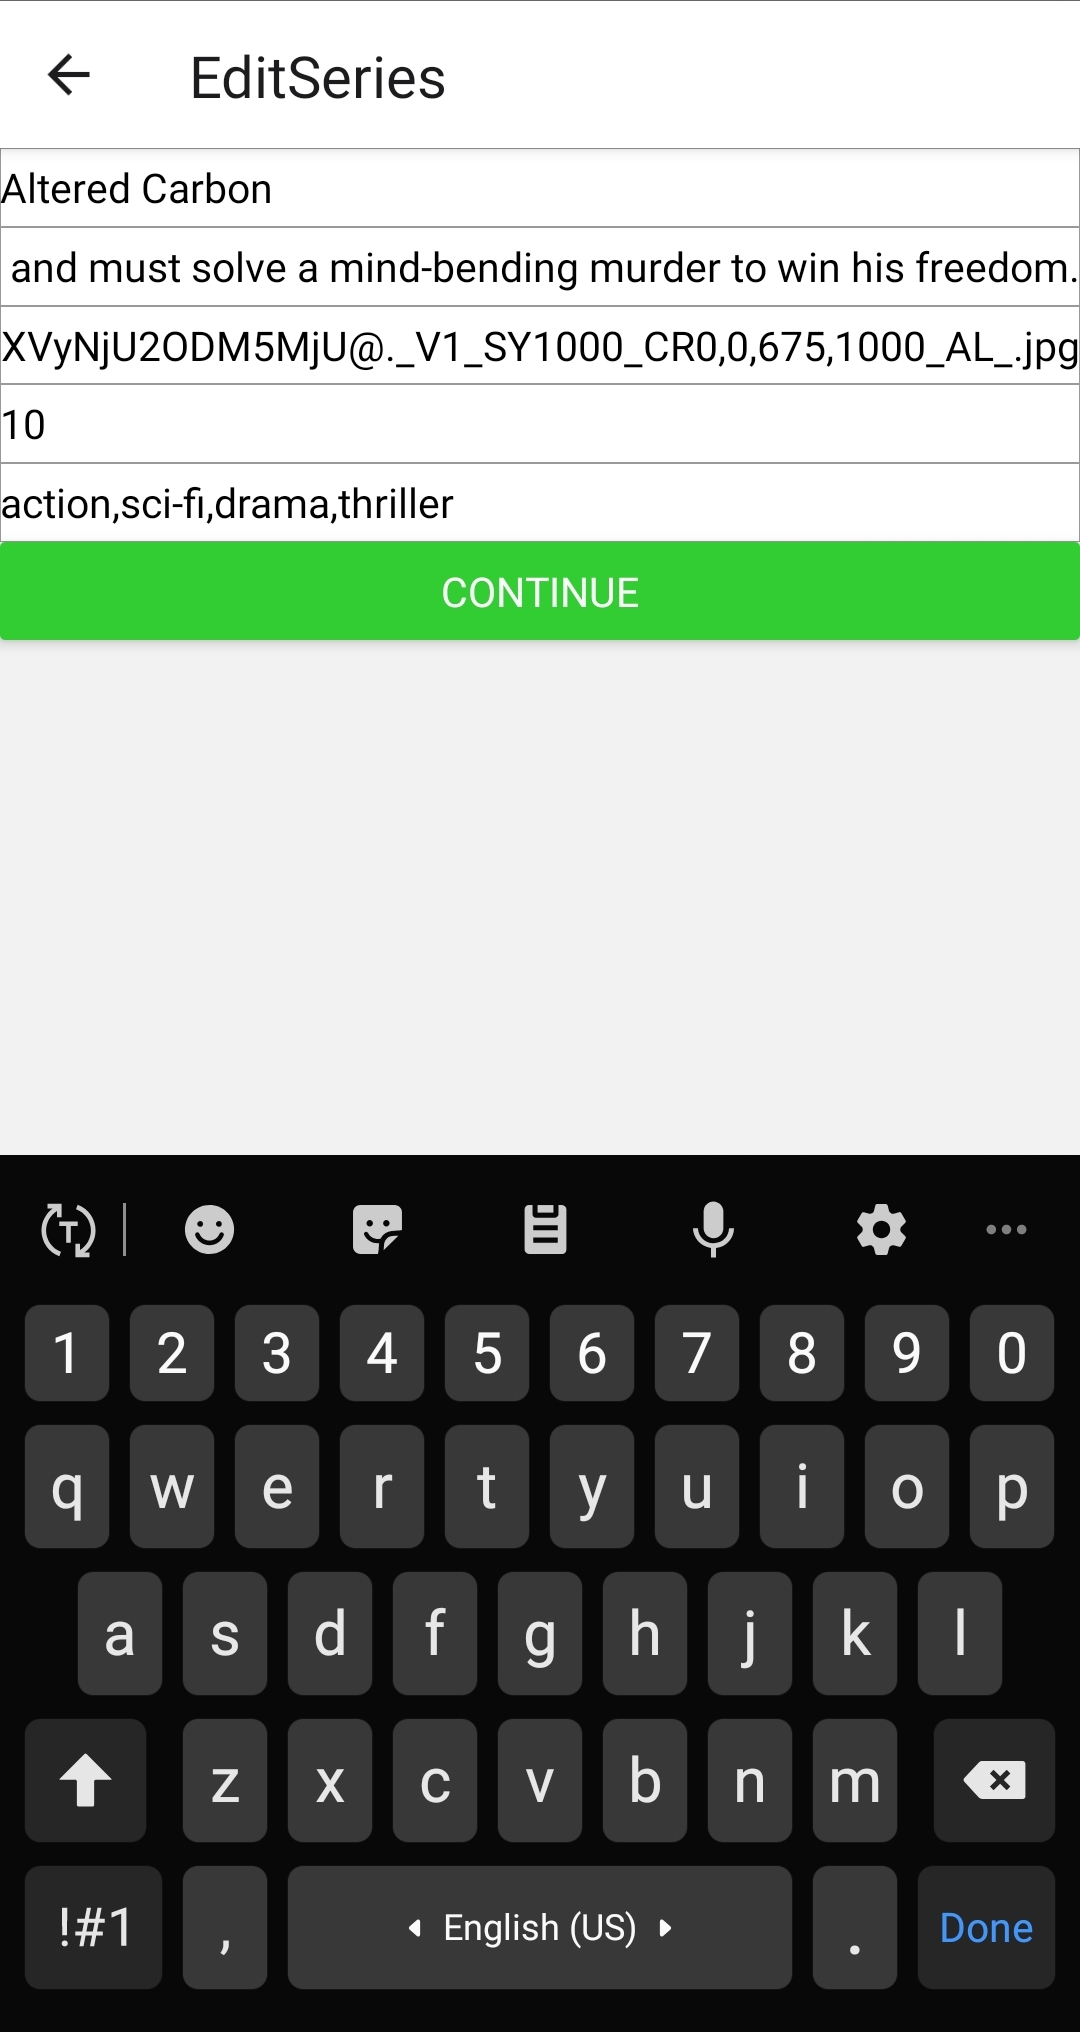 EditSeries
Altered Carbon
and must solve a mind-bending murder to win his freedom.
XVyNjU2ODM5MjU@._V1_SY1000_CR0,0,675,1000_AL_.jpg
10
action,sci-fi,drama,thriller
CONTINUE
T
1 2 3 4 5 6 7 8 9 0
q w e r t y u i o p
a s d f g h j k l
z x c v b n m
!#1 , English (US) . Done